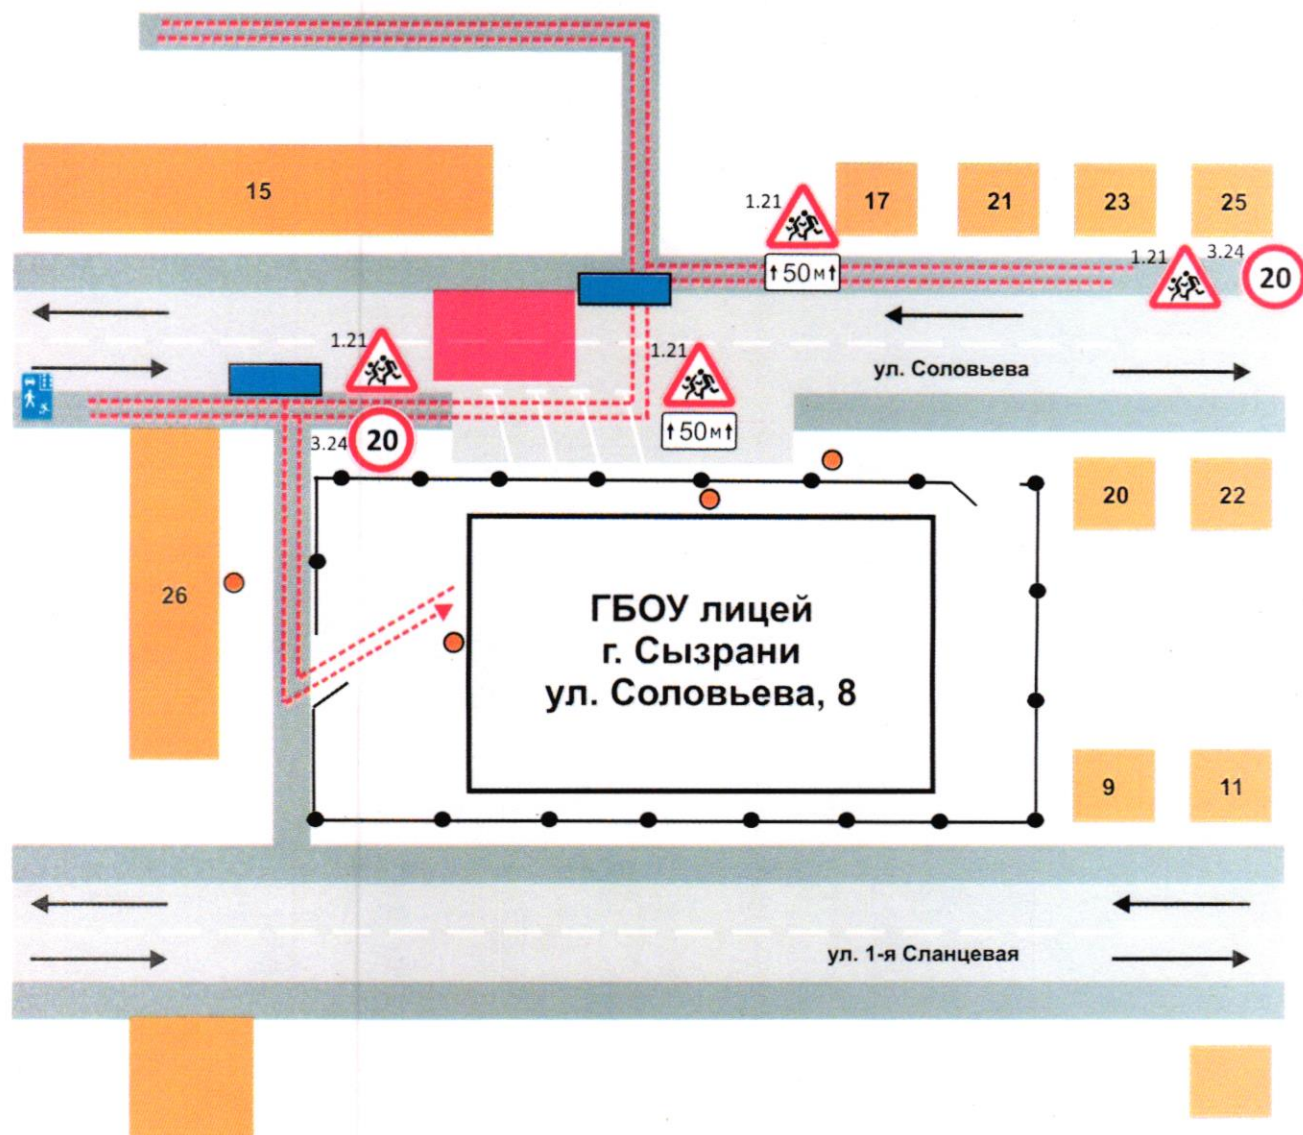 15
17
21
23
25
1.21
↑50м↑
1.21
3.24
20
1.21
1.21
ул. Соловьева
3.24
20
↑50м↑
20
22
26
ГБОУ лицей
г. Сызрани
ул. Соловьева, 8
9
11
ул. 1-я Сланцевая